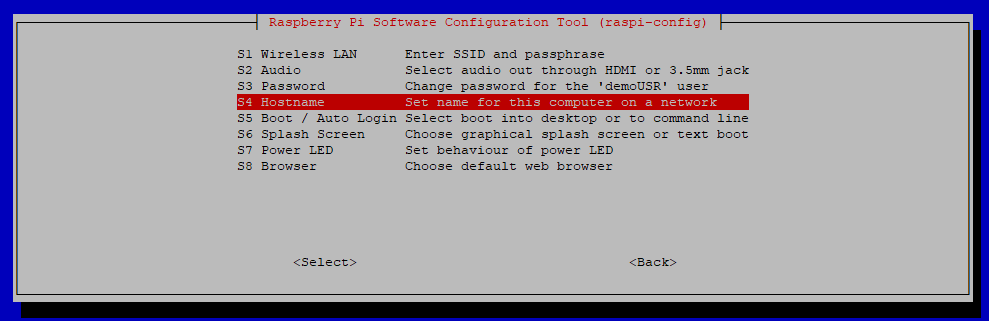 Raspberry Pi Software Configuration Tool (raspi-config)
S1 Wireless LAN Enter SSID and passphrase
S2 Audio Select audio out through HDMI or 3.5mm jack
S3 Password Change password for the 'demoUSR' user
S4 Hostname Set name for this computer on a network
S5 Boot / Auto Login Select boot into desktop or to command line
S6 Splash Screen Choose graphical splash screen or text boot
S7 Power LED Set behaviour of power LED
S8 Browser Choose default web browser
<Select> <Back>